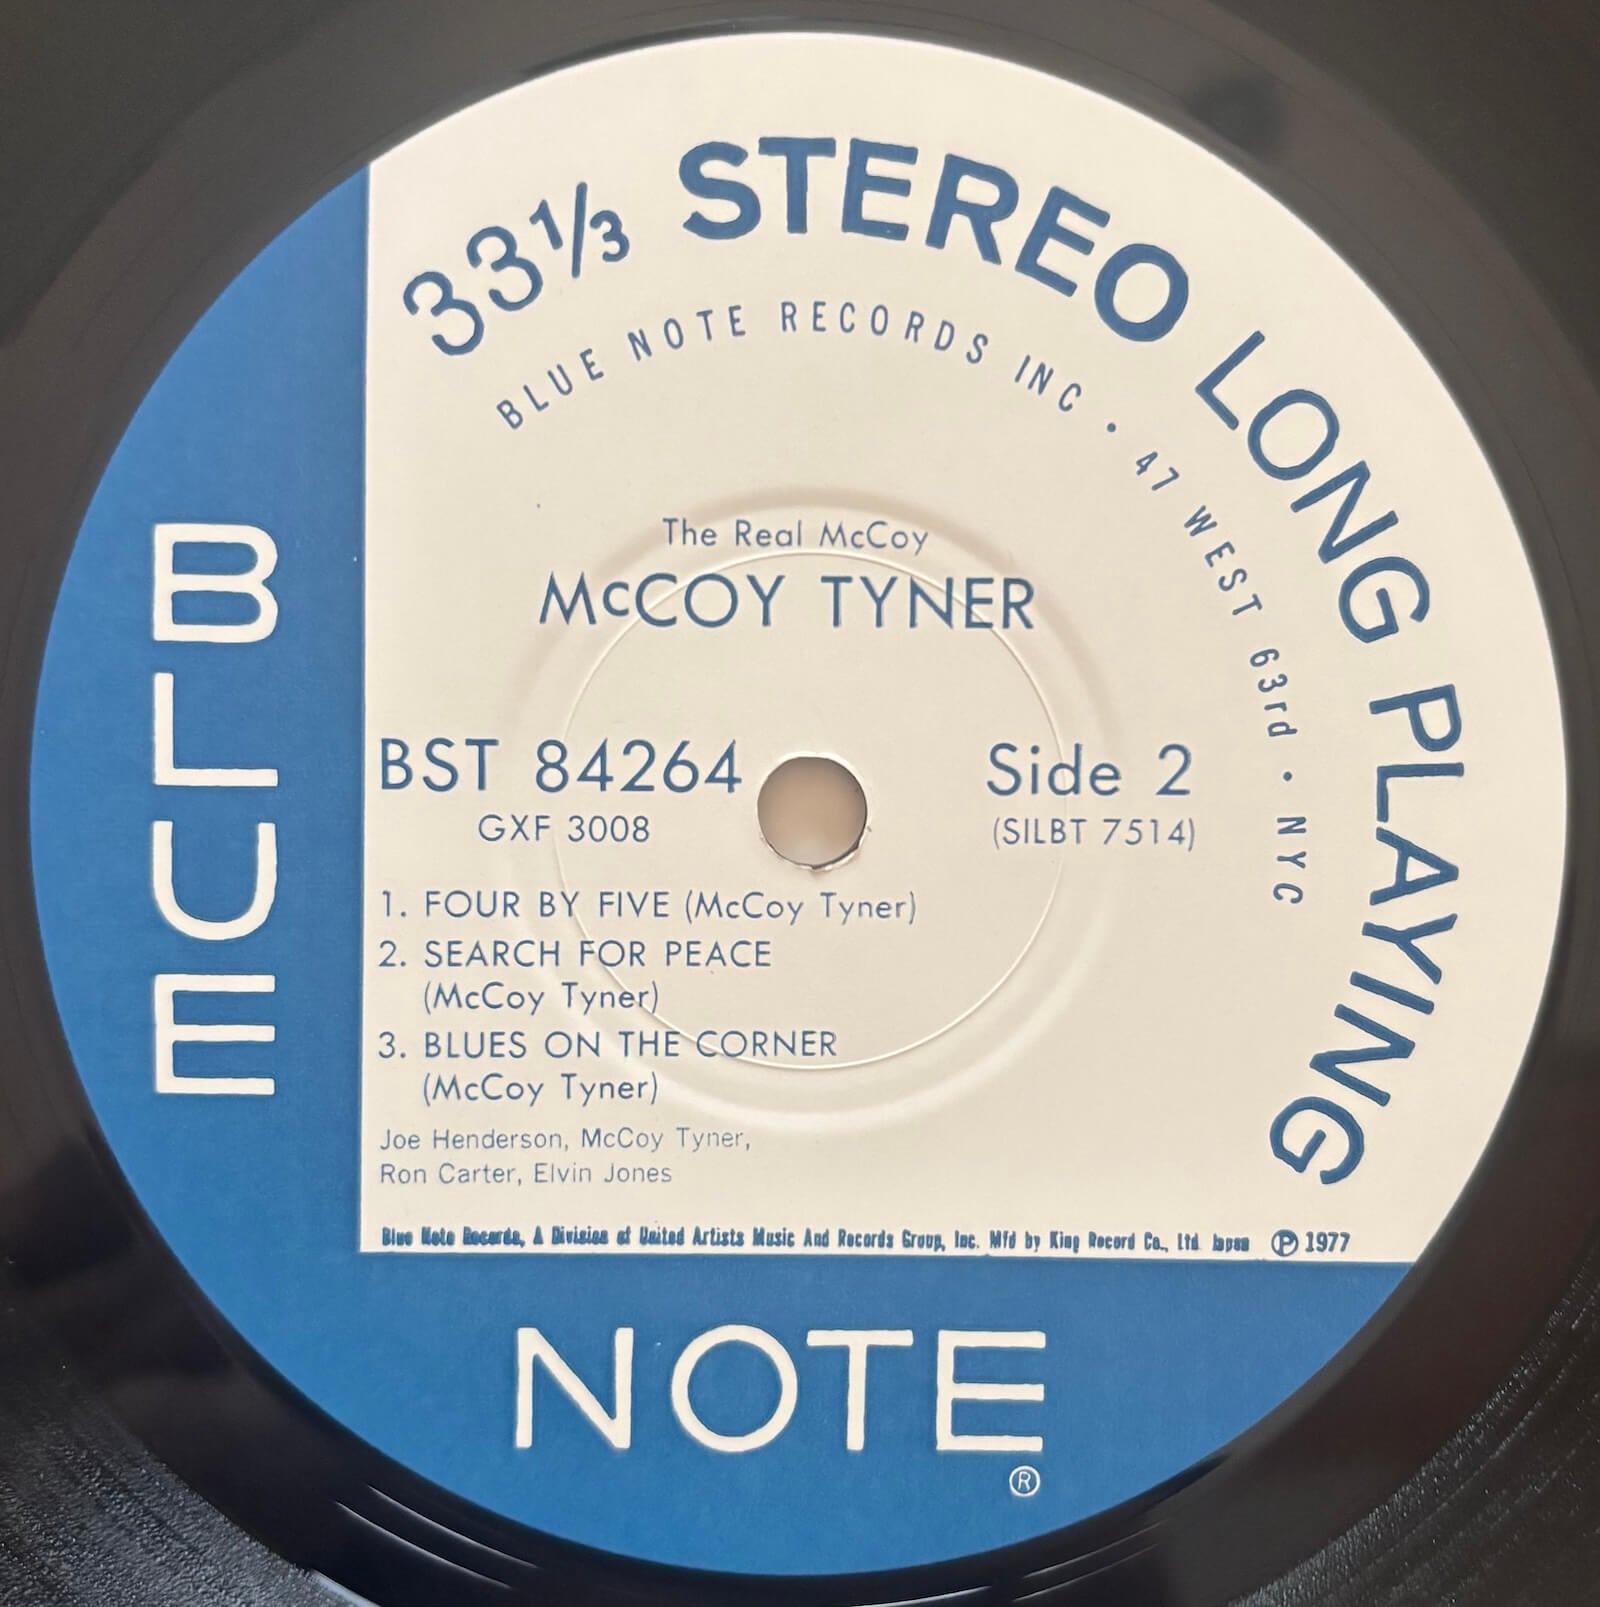 33⅓ STEREO LONG PLAYING
BLUE NOTE RECORDS INC · 47 WEST 63rd · NYC
The Real McCoy
McCOY TYNER
BST 84264
Side 2
GXF 3008
(SILBT 7514)
1. FOUR BY FIVE (McCoy Tyner)
2. SEARCH FOR PEACE
(McCoy Tyner)
3. BLUES ON THE CORNER
(McCoy Tyner)
Joe Henderson, McCoy Tyner,
Ron Carter, Elvin Jones
Blue Note Records, A Division of United Artists Music And Records Group, Inc. Mfd by King Record Co., Ltd Japan ℗ 1977
BLUE
NOTE
®